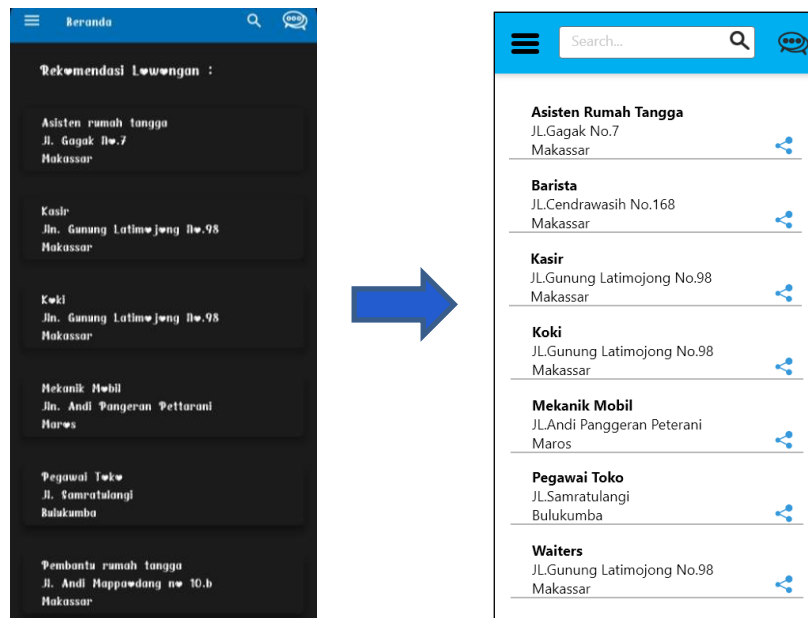 Beranda
Rekomendasi Lowongan :
Asisten rumah tangga
Jl. Gagak No.7
Makassar
Kasir
Jln. Gunung Latimojong No.98
Makassar
Koki
Jln. Gunung Latimojong No.98
Makassar
Mekanik Mobil
Jln. Andi Pangeran Pettarani
Maros
Pegawai Toko
Jl. Samratulangi
Bulukumba
Pembantu rumah tangga
Jl. Andi Mappaodang no 10.b
Makassar
Search...
Asisten Rumah Tangga
JL.Gagak No.7
Makassar
Barista
JL.Cendrawasih No.168
Makassar
Kasir
JL.Gunung Latimojong No.98
Makassar
Koki
JL.Gunung Latimojong No.98
Makassar
Mekanik Mobil
JL.Andi Panggeran Peterani
Maros
Pegawai Toko
JL.Samratulangi
Bulukumba
Waiters
JL.Gunung Latimojong No.98
Makassar